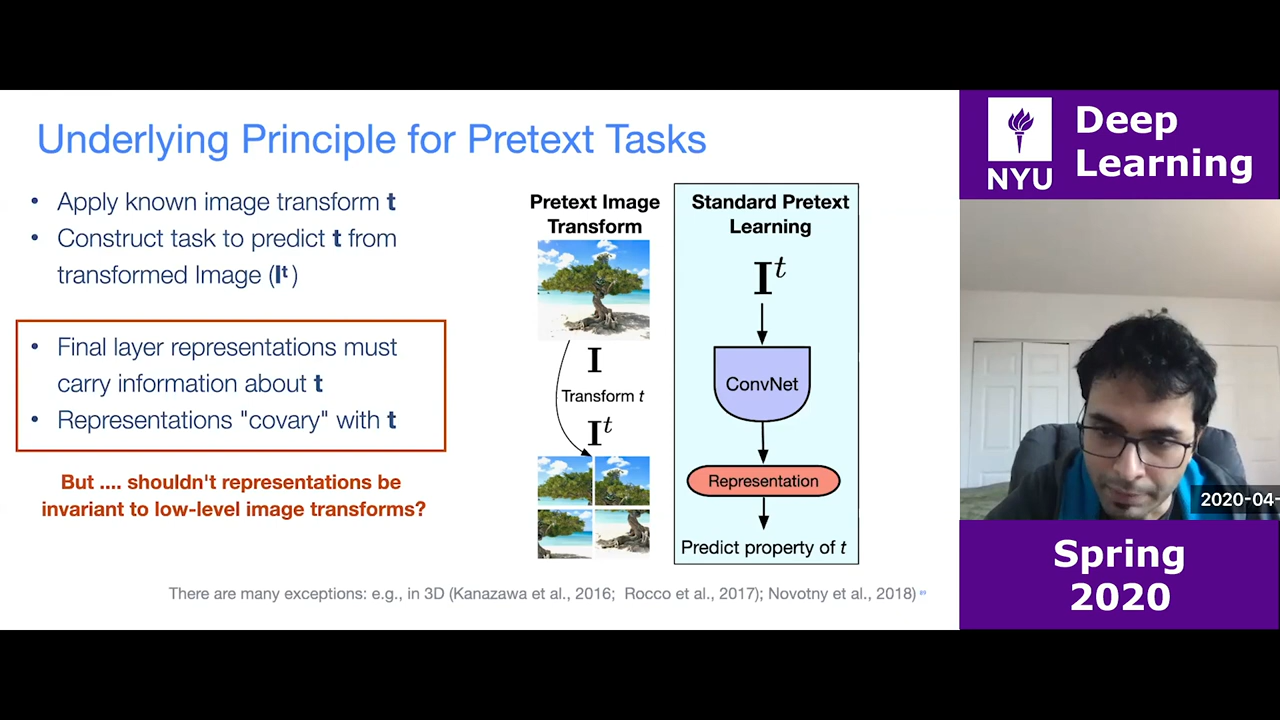 Underlying Principle for Pretext Tasks
• Apply known image transform t
• Construct task to predict t from
transformed Image (Iᵗ)
• Final layer representations must
carry information about t
• Representations "covary" with t
But .... shouldn't representations be
invariant to low-level image transforms?
Pretext Image
Transform
I
Transform t
Iᵗ
Standard Pretext
Learning
Iᵗ
ConvNet
Representation
Predict property of t
There are many exceptions: e.g., in 3D (Kanazawa et al., 2016; Rocco et al., 2017); Novotny et al., 2018)
NYU
Deep
Learning
2020-04-
Spring
2020